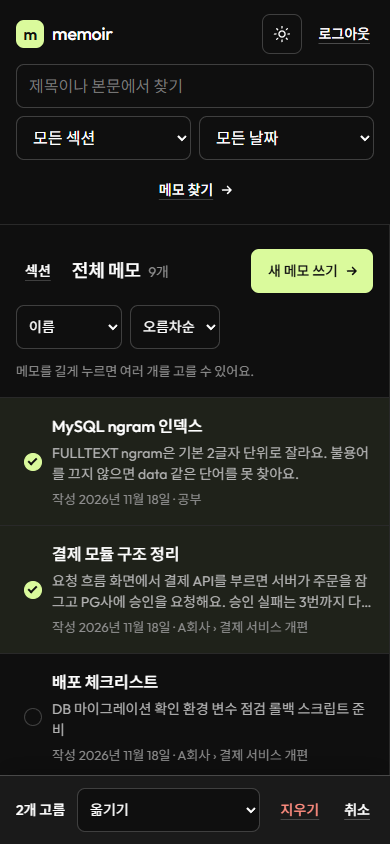 m memoir
로그아웃
제목이나 본문에서 찾기
모든 섹션
모든 날짜
메모 찾기 →
섹션
전체 메모 9개
새 메모 쓰기 →
이름
오름차순
메모를 길게 누르면 여러 개를 고를 수 있어요.
MySQL ngram 인덱스
FULLTEXT ngram은 기본 2글자 단위로 잘라요. 불용어
를 끄지 않으면 data 같은 단어를 못 찾아요.
작성 2026년 11월 18일 · 공부
결제 모듈 구조 정리
요청 흐름 화면에서 결제 API를 부르면 서버가 주문을 잠
그고 PG사에 승인을 요청해요. 승인 실패는 3번까지 다...
작성 2026년 11월 18일 · A회사 › 결제 서비스 개편
배포 체크리스트
DB 마이그레이션 확인 환경 변수 점검 롤백 스크립트 준
비
작성 2026년 11월 18일 · A회사 › 결제 서비스 개편
2개 고름
옮기기
지우기
취소